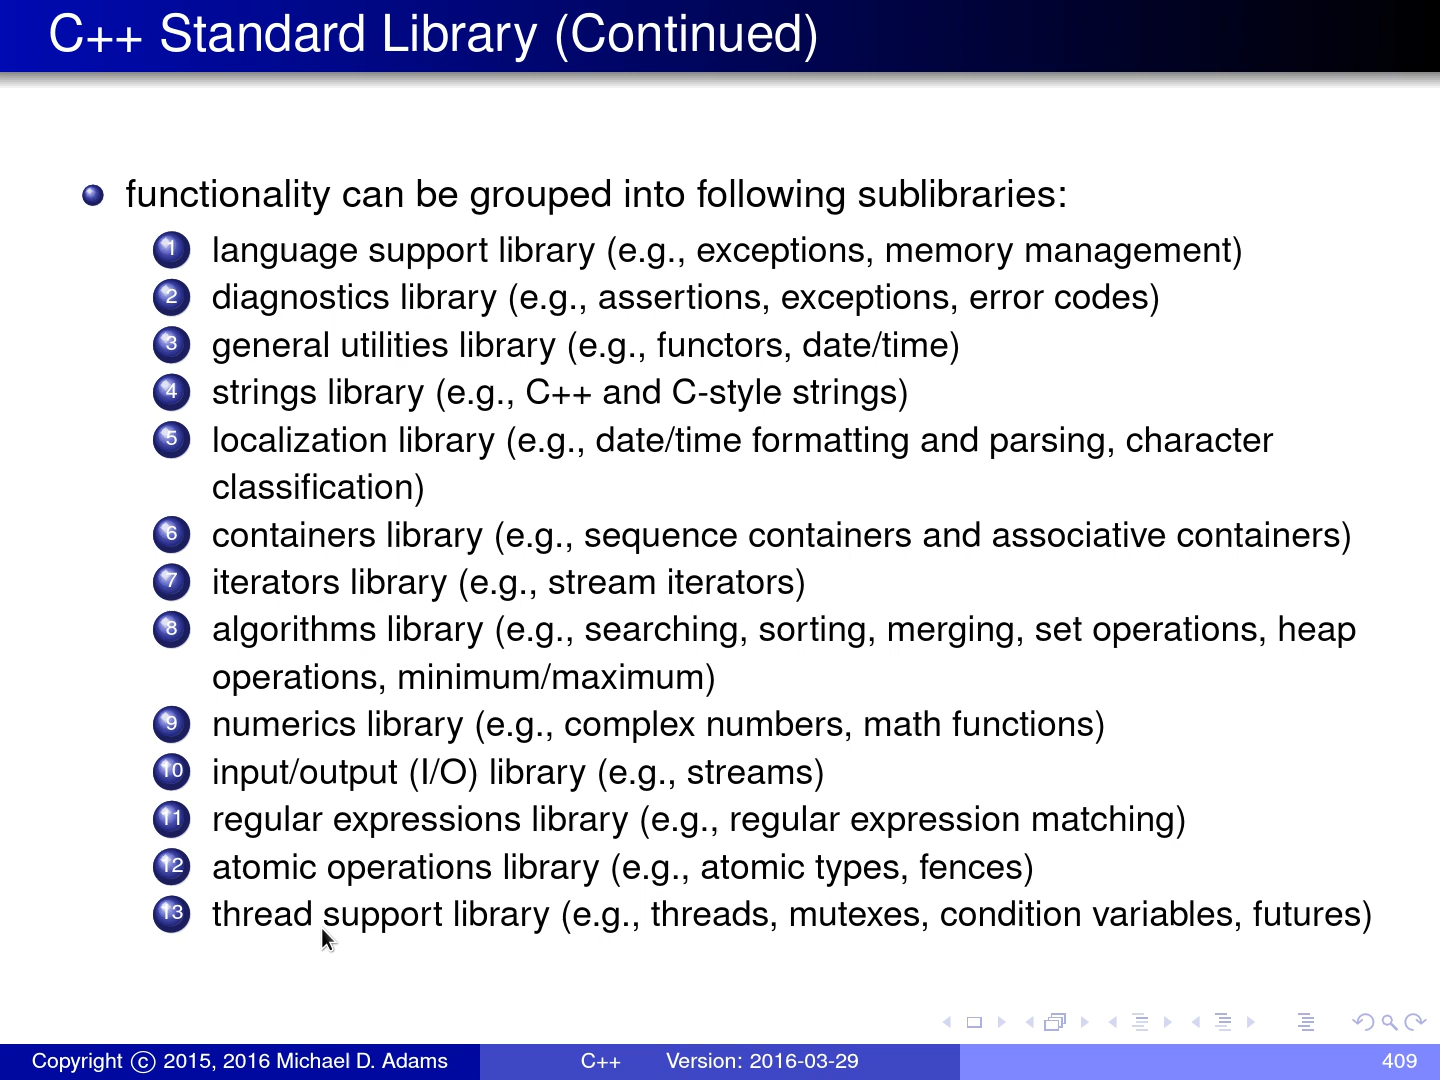 C++ Standard Library (Continued)
functionality can be grouped into following sublibraries:
1 language support library (e.g., exceptions, memory management)
2 diagnostics library (e.g., assertions, exceptions, error codes)
3 general utilities library (e.g., functors, date/time)
4 strings library (e.g., C++ and C-style strings)
5 localization library (e.g., date/time formatting and parsing, character
classification)
6 containers library (e.g., sequence containers and associative containers)
7 iterators library (e.g., stream iterators)
8 algorithms library (e.g., searching, sorting, merging, set operations, heap
operations, minimum/maximum)
9 numerics library (e.g., complex numbers, math functions)
10 input/output (I/O) library (e.g., streams)
11 regular expressions library (e.g., regular expression matching)
12 atomic operations library (e.g., atomic types, fences)
13 thread support library (e.g., threads, mutexes, condition variables, futures)
Copyright © 2015, 2016 Michael D. Adams C++ Version: 2016-03-29 409